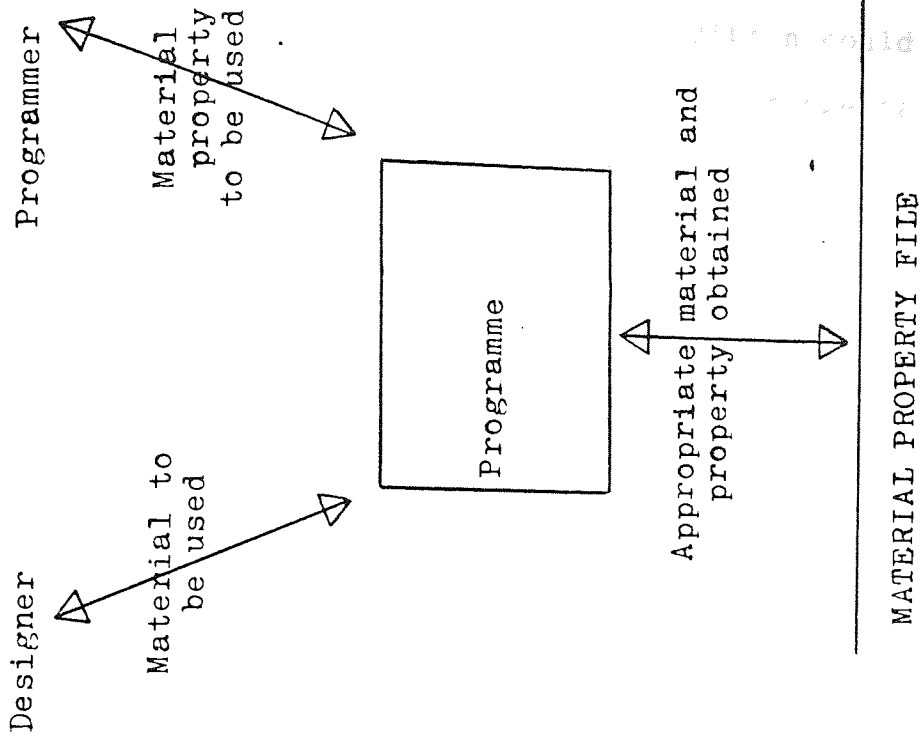 Designer
Programmer
Material to
be used
Material
property
to be used
Programme
Appropriate material and
property obtained
MATERIAL PROPERTY FILE